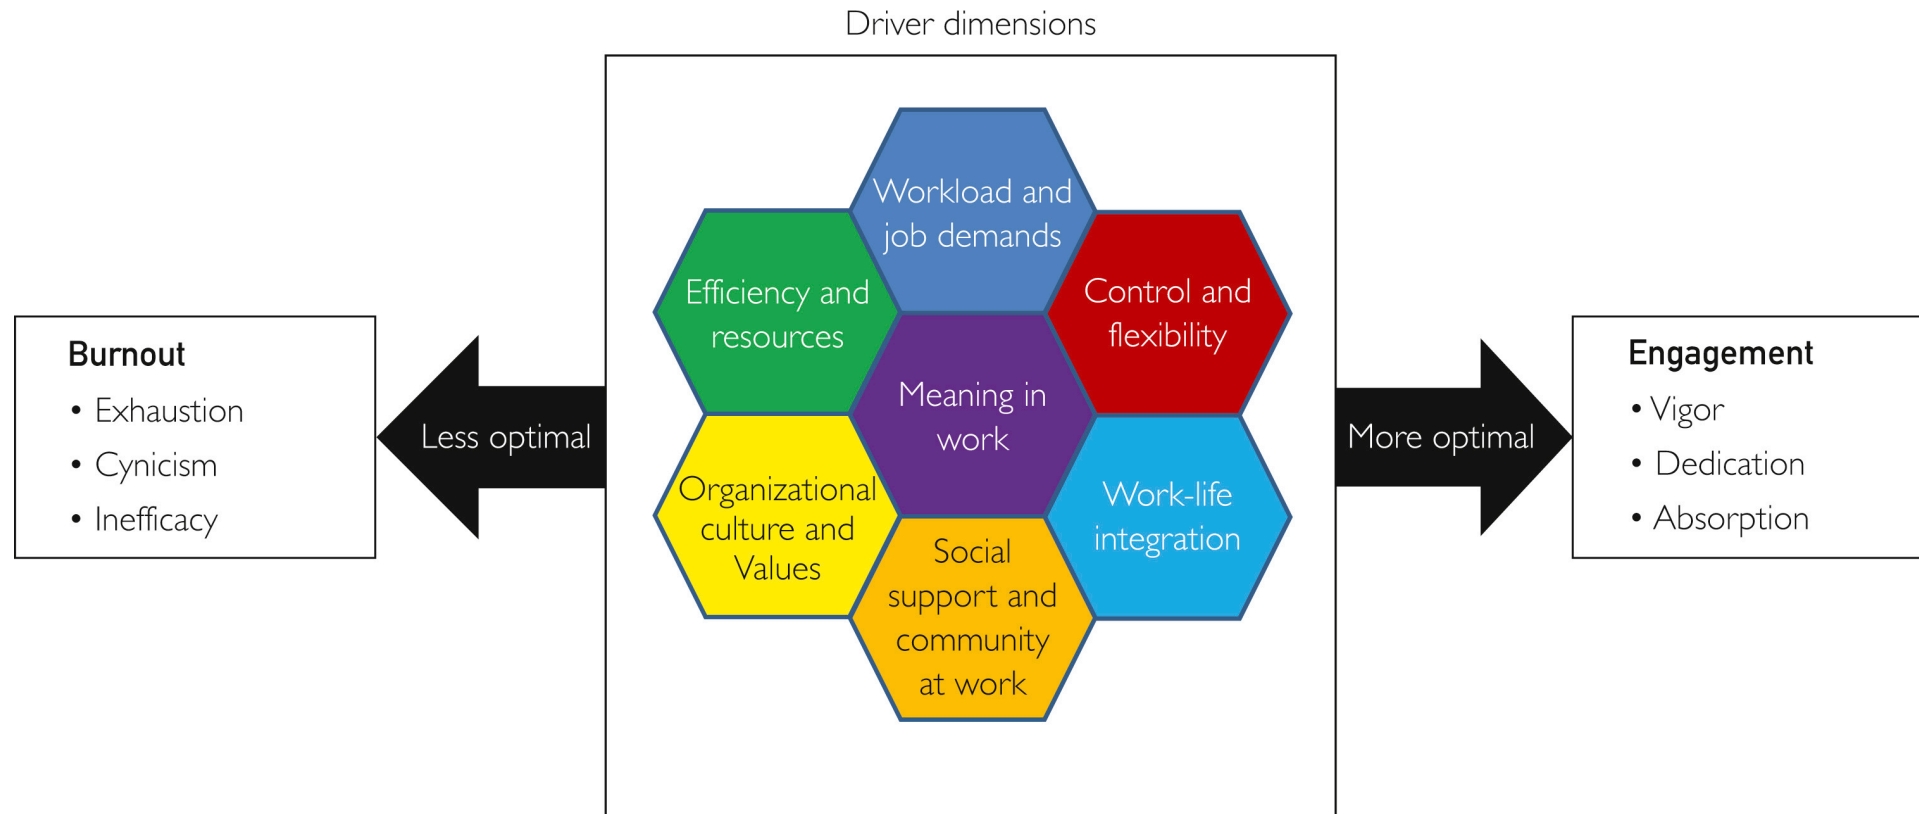 Driver dimensions
Workload and
job demands
Efficiency and
resources
Control and
flexibility
Meaning in
work
Organizational
culture and
Values
Work-life
integration
Social
support and
community
at work
Burnout
• Exhaustion
• Cynicism
• Inefficacy
Less optimal
More optimal
Engagement
• Vigor
• Dedication
• Absorption